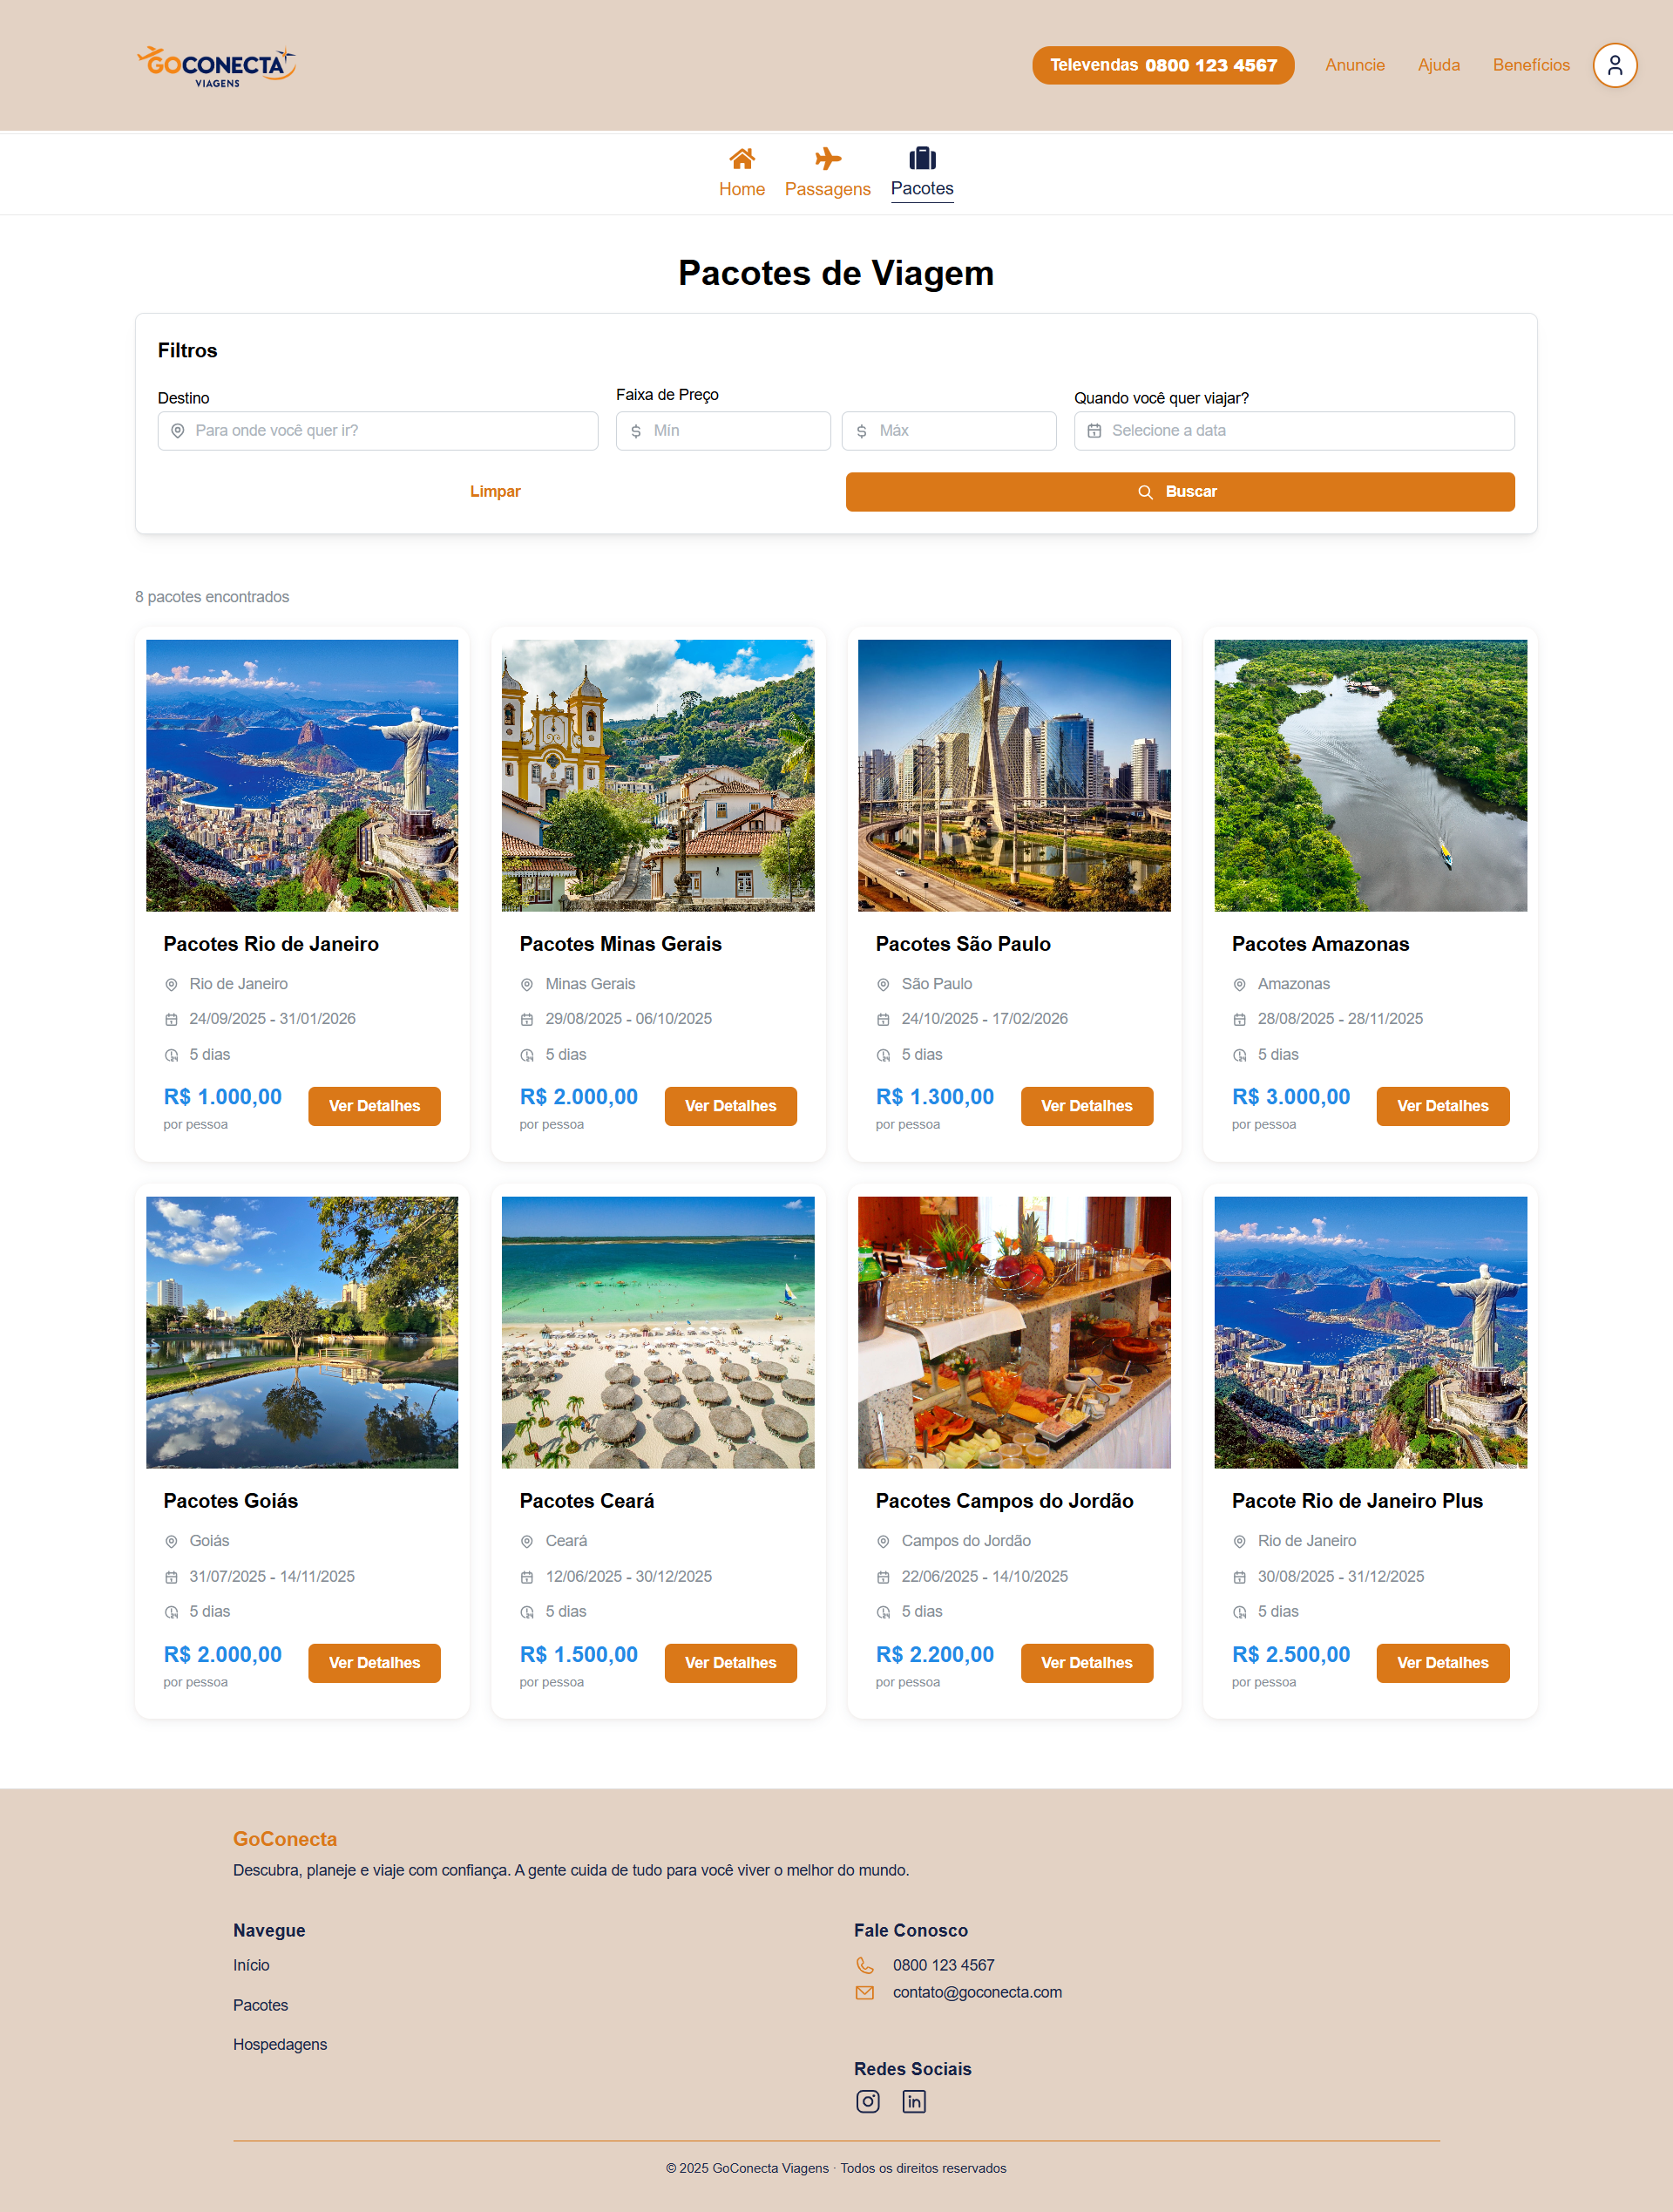 GOCONECTA
VIAGENS
Televendas 0800 123 4567
Anuncie
Ajuda
Benefícios
Home
Passagens
Pacotes
Pacotes de Viagem
Filtros
Destino
Para onde você quer ir?
Faixa de Preço
Mín
Máx
Quando você quer viajar?
Selecione a data
Limpar
Buscar
8 pacotes encontrados
Pacotes Rio de Janeiro
Rio de Janeiro
24/09/2025 - 31/01/2026
5 dias
R$ 1.000,00
por pessoa
Ver Detalhes
Pacotes Minas Gerais
Minas Gerais
29/08/2025 - 06/10/2025
5 dias
R$ 2.000,00
por pessoa
Ver Detalhes
Pacotes São Paulo
São Paulo
24/10/2025 - 17/02/2026
5 dias
R$ 1.300,00
por pessoa
Ver Detalhes
Pacotes Amazonas
Amazonas
28/08/2025 - 28/11/2025
5 dias
R$ 3.000,00
por pessoa
Ver Detalhes
Pacotes Goiás
Goiás
31/07/2025 - 14/11/2025
5 dias
R$ 2.000,00
por pessoa
Ver Detalhes
Pacotes Ceará
Ceará
12/06/2025 - 30/12/2025
5 dias
R$ 1.500,00
por pessoa
Ver Detalhes
Pacotes Campos do Jordão
Campos do Jordão
22/06/2025 - 14/10/2025
5 dias
R$ 2.200,00
por pessoa
Ver Detalhes
Pacote Rio de Janeiro Plus
Rio de Janeiro
30/08/2025 - 31/12/2025
5 dias
R$ 2.500,00
por pessoa
Ver Detalhes
GoConecta
Descubra, planeje e viaje com confiança. A gente cuida de tudo para você viver o melhor do mundo.
Navegue
Início
Pacotes
Hospedagens
Fale Conosco
0800 123 4567
contato@goconecta.com
Redes Sociais
© 2025 GoConecta Viagens · Todos os direitos reservados